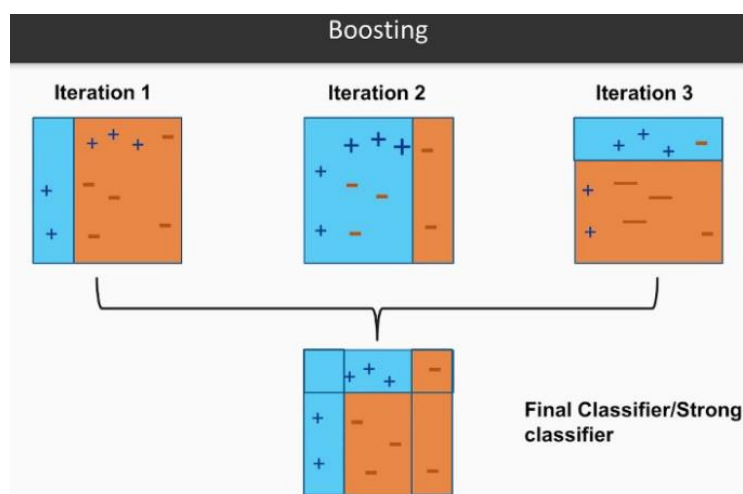 Boosting
Iteration 1
Iteration 2
Iteration 3
Final Classifier/Strong
classifier